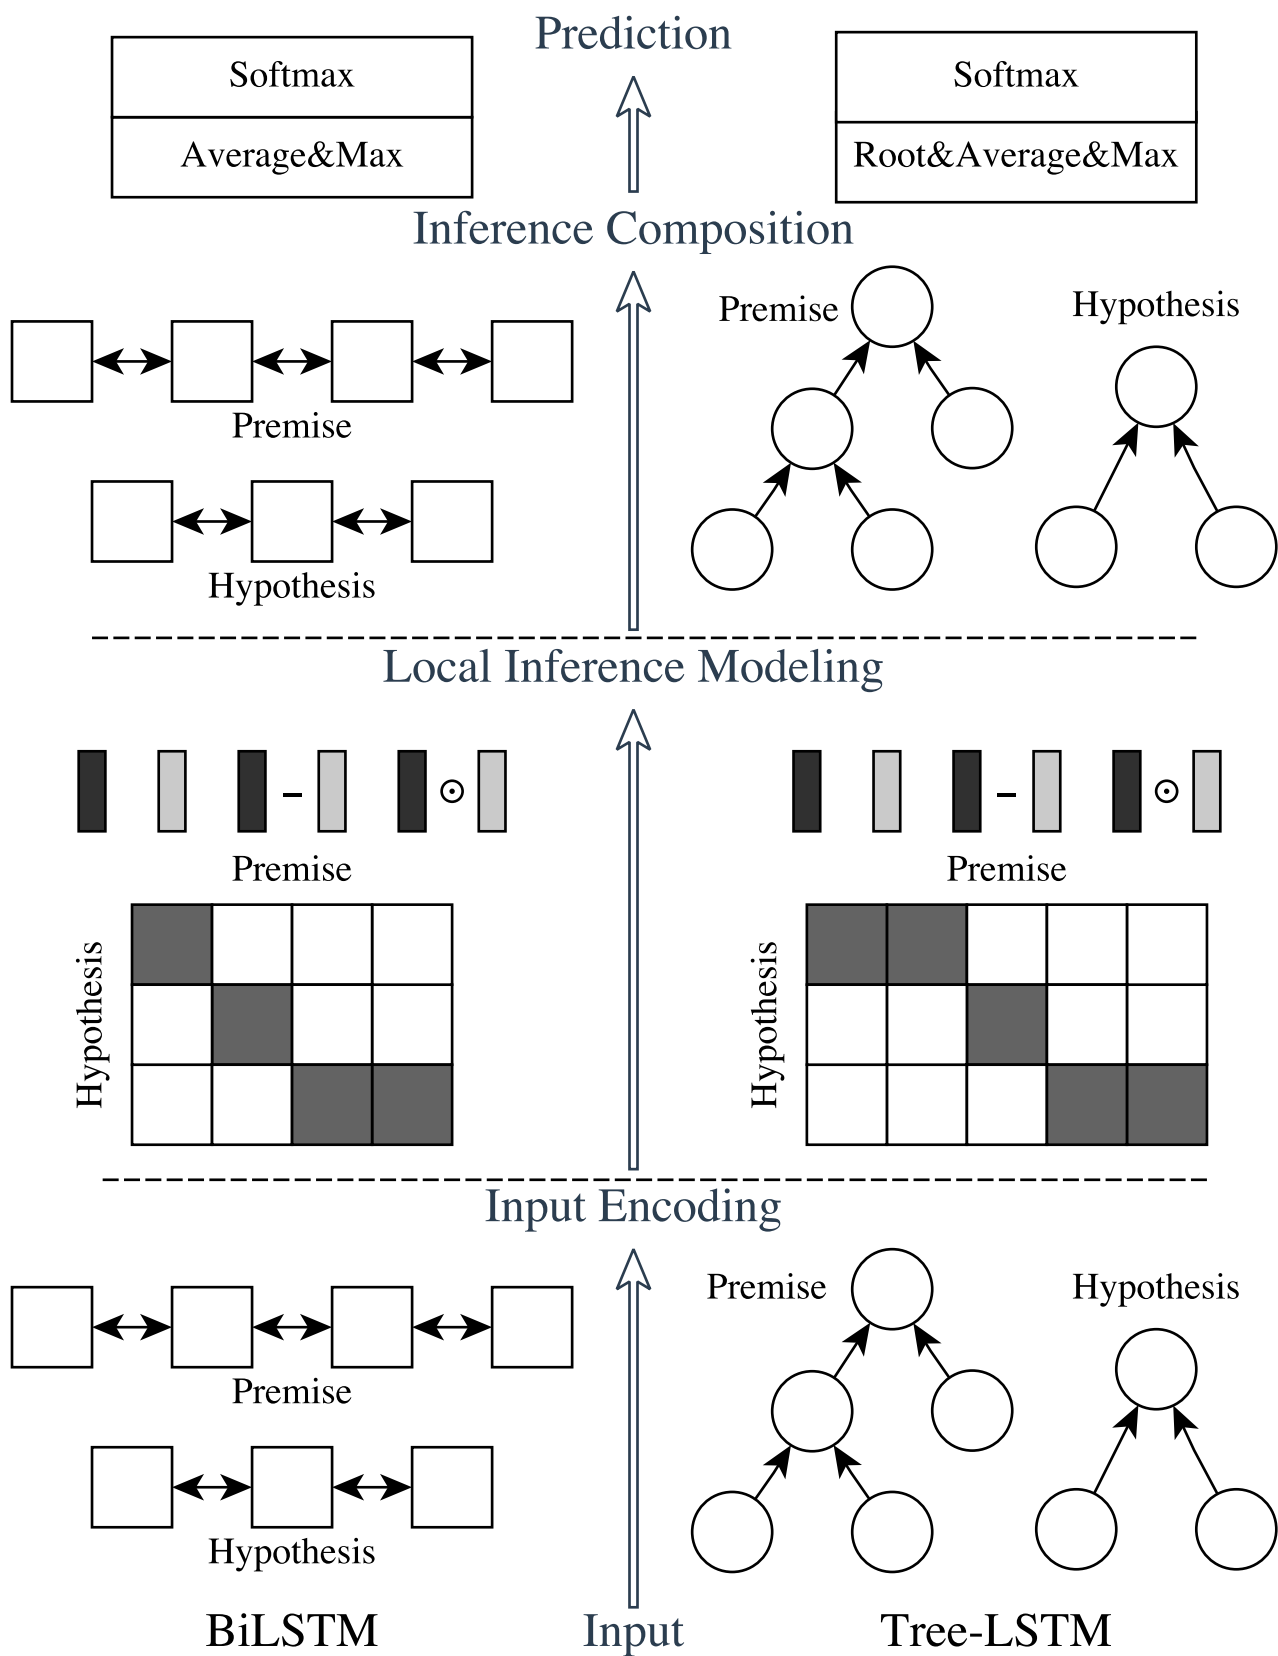 Prediction
Softmax
Average&Max
Softmax
Root&Average&Max
Inference Composition
Premise
Hypothesis
Premise
Hypothesis
Local Inference Modeling
–
⊙
–
⊙
Premise
Hypothesis
Premise
Hypothesis
Input Encoding
Premise
Hypothesis
Premise
Hypothesis
BiLSTM
Input
Tree-LSTM